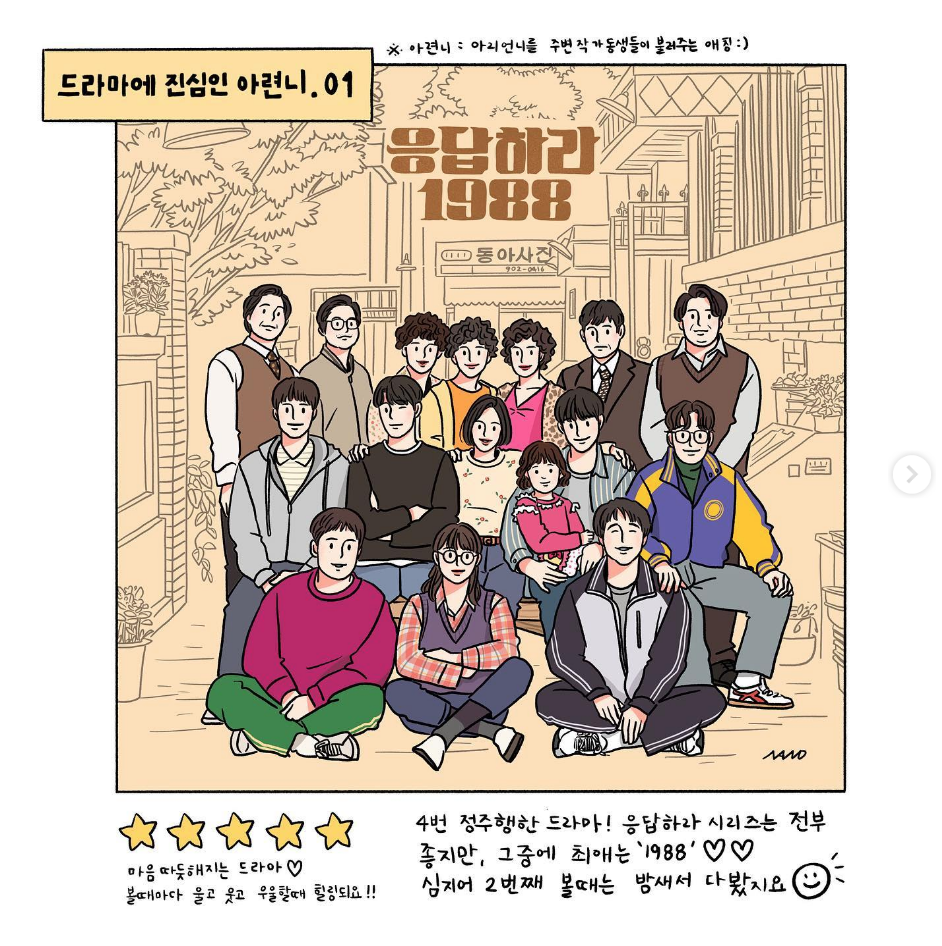 ※ 아련니 : 아리언니를 주변 작가동생들이 불러주는 애칭:)
드라마에 진심인 아련니.01
응답하라
1988
동아사진
902-0416
8
NANO
4번 정주행한 드라마! 응답하라 시리즈는 전부
좋지만, 그중에 최애는 '1988' ♡♡
심지어 2번째 볼때는 밤새서 다 봤지요
마음 따듯해지는 드라마♡
볼때마다 울고 웃고 우울할때 힐링되요!!